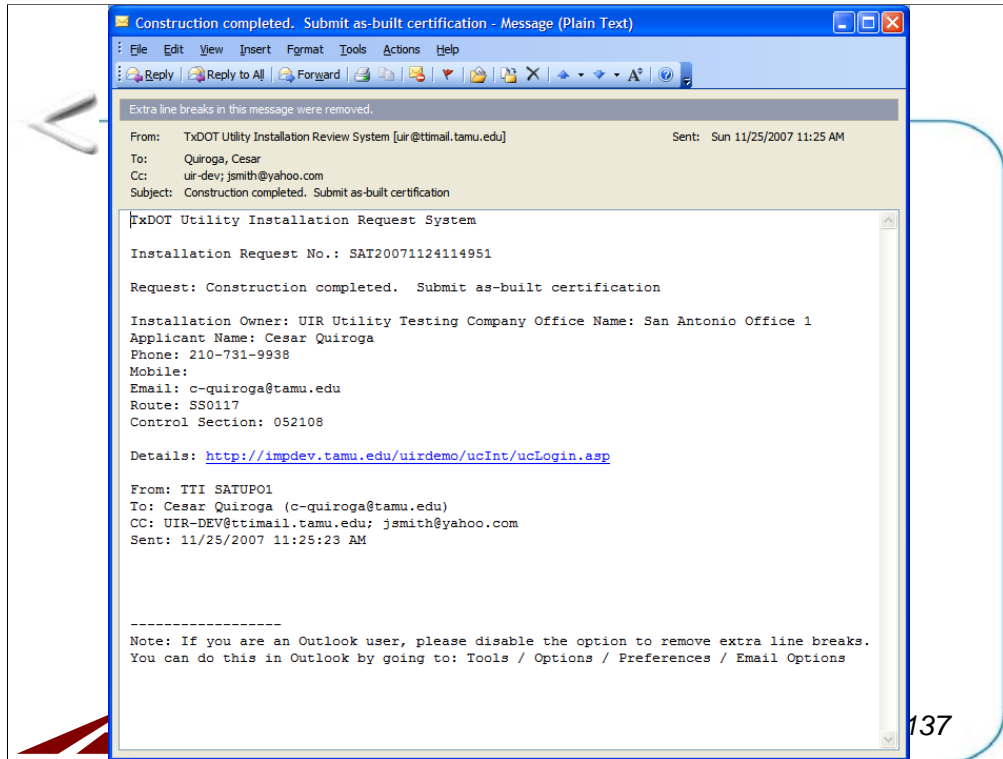 Construction completed.  Submit as-built certification - Message (Plain Text)
File Edit View Insert Format Tools Actions Help
Reply Reply to All Forward
Extra line breaks in this message were removed.
From: TxDOT Utility Installation Review System [uir@ttimail.tamu.edu] Sent: Sun 11/25/2007 11:25 AM
To: Quiroga, Cesar
Cc: uir-dev; jsmith@yahoo.com
Subject: Construction completed.  Submit as-built certification
TxDOT Utility Installation Request System
Installation Request No.: SAT20071124114951
Request: Construction completed.  Submit as-built certification
Installation Owner: UIR Utility Testing Company Office Name: San Antonio Office 1
Applicant Name: Cesar Quiroga
Phone: 210-731-9938
Mobile:
Email: c-quiroga@tamu.edu
Route: SS0117
Control Section: 052108
Details: http://impdev.tamu.edu/uirdemo/ucInt/ucLogin.asp
From: TTI SATUPO1
To: Cesar Quiroga (c-quiroga@tamu.edu)
CC: UIR-DEV@ttimail.tamu.edu; jsmith@yahoo.com
Sent: 11/25/2007 11:25:23 AM
------------------
Note: If you are an Outlook user, please disable the option to remove extra line breaks.
You can do this in Outlook by going to: Tools / Options / Preferences / Email Options
137